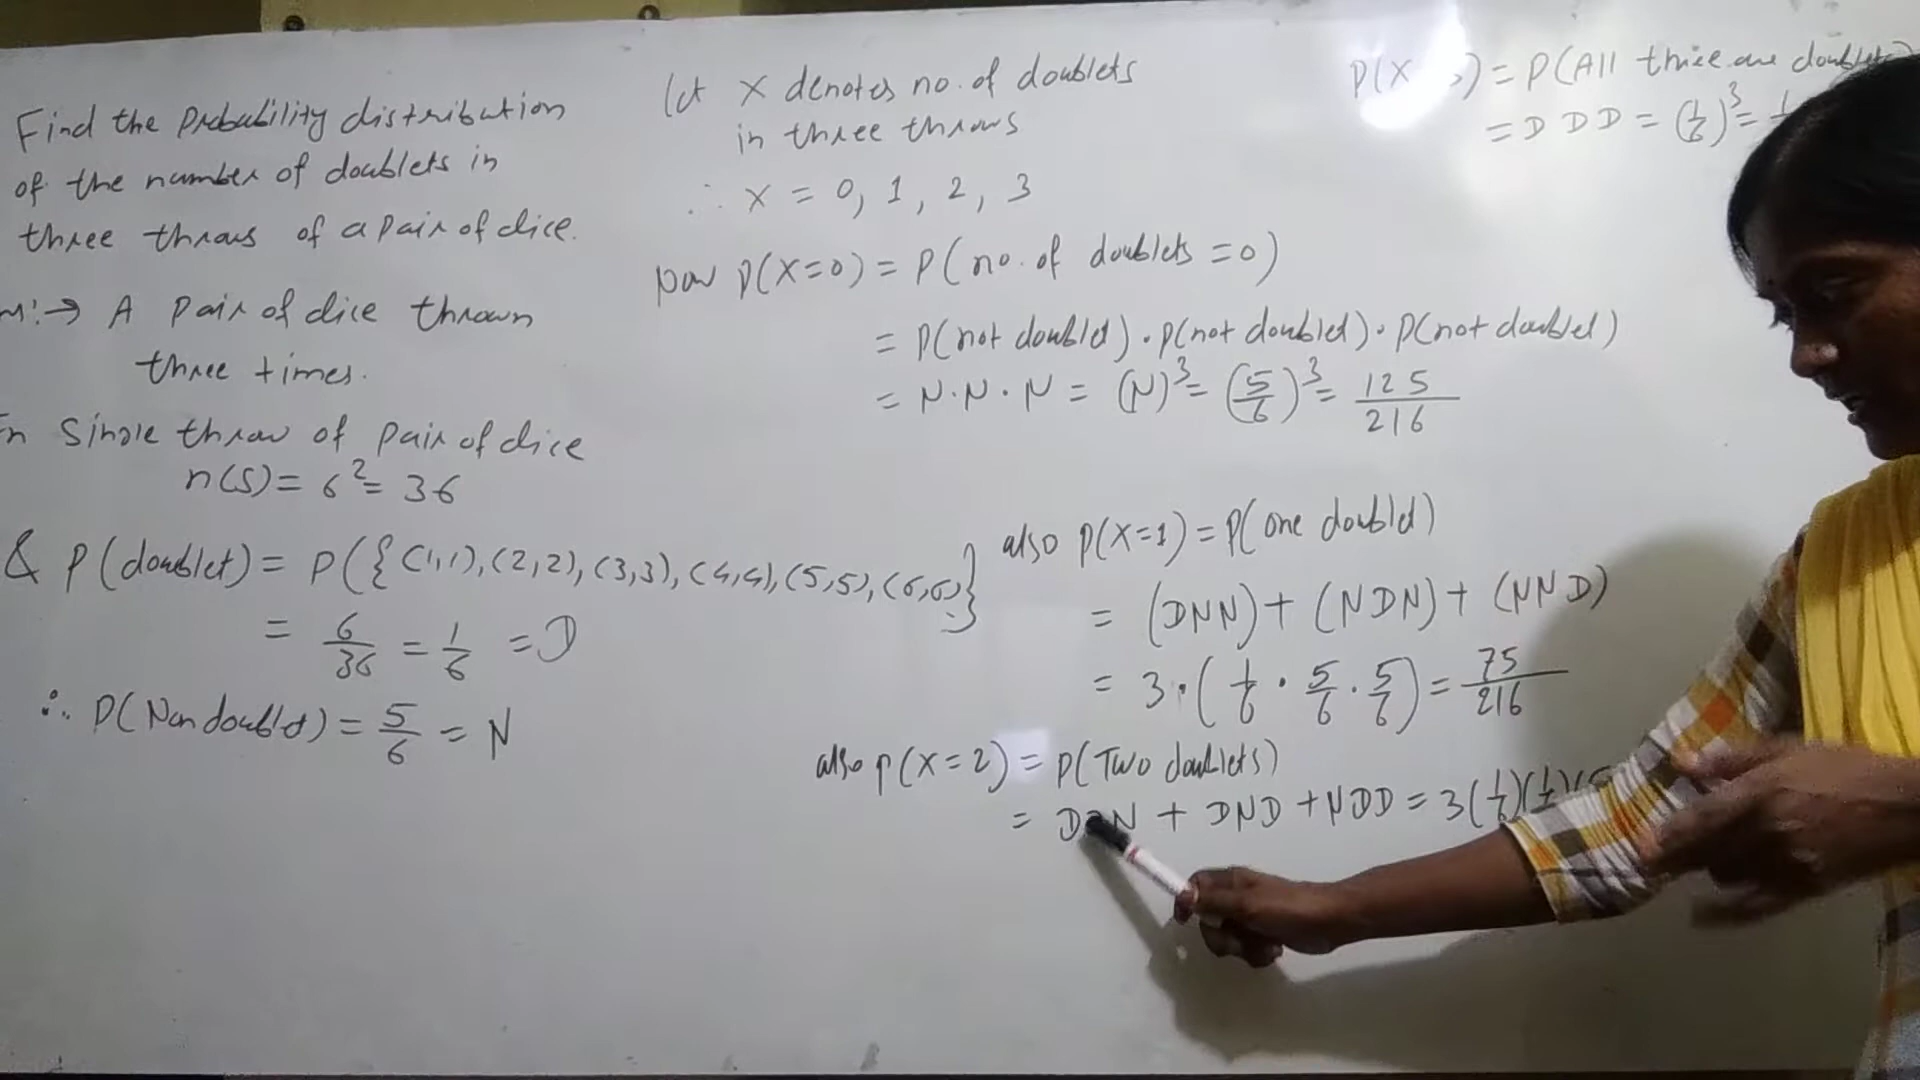 Find the Probability distribution
of the number of doublets in
three throws of a pair of dice.
A pair of dice thrown
three times.
Single throw of pair of dice
n(S) = 6² = 36
& P(doublet) = P({(1,1), (2,2), (3,3), (4,4), (5,5), (6,6)})
= 6/36 = 1/6 = D
∴ P(Non doublet) = 5/6 = N
let X denotes no. of doublets
in three throws
∴ X = 0, 1, 2, 3
Now P(X=0) = P(no. of doublets = 0)
= P(not doublet) . P(not doublet) . P(not doublet)
= N.N.N = (N)³ = (5/6)³ = 125/216
also P(X=1) = P(one doublet)
= (DNN) + (NDN) + (NND)
= 3.(1/6 . 5/6 . 5/6) = 75/216
also P(X=2) = P(Two doublets)
= DDN + DND + NDD = 3(1/6)(1/6)
P(X ) = P(All thrice are doublets)
= D D D = (1/6)³ =